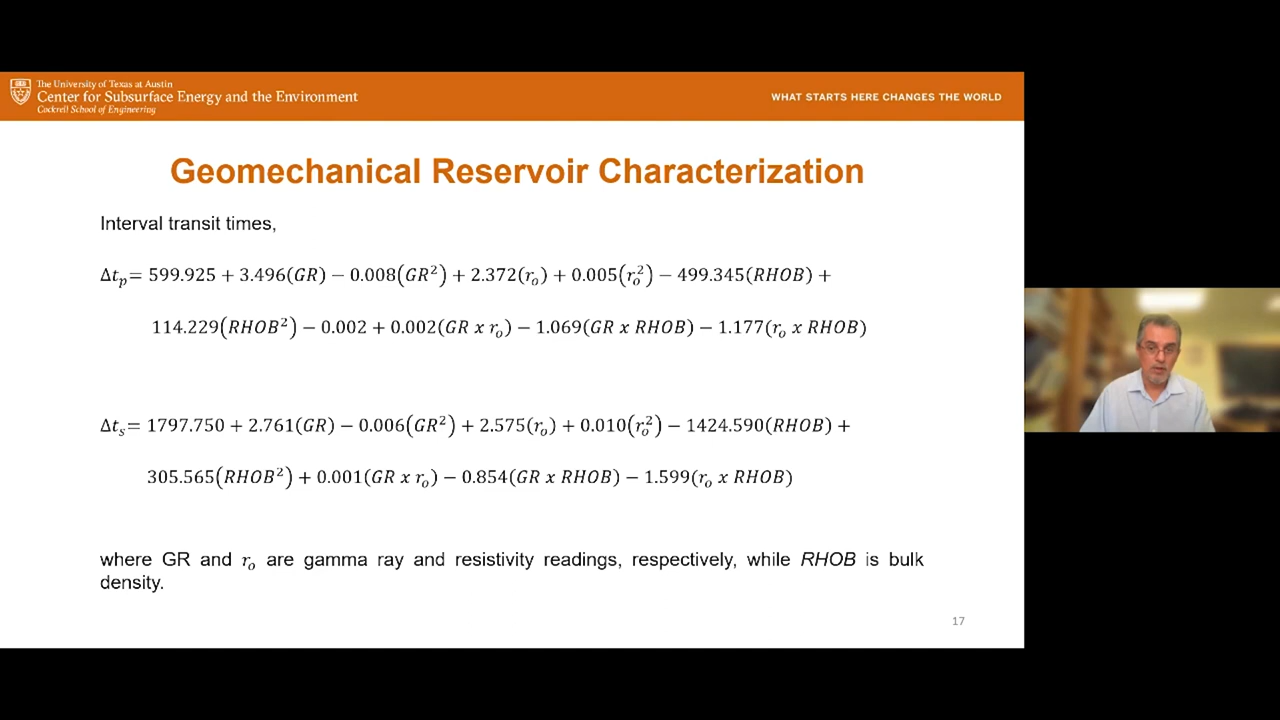 The University of Texas at Austin
Center for Subsurface Energy and the Environment
Cockrell School of Engineering
WHAT STARTS HERE CHANGES THE WORLD
Geomechanical Reservoir Characterization
Interval transit times,
Δtₚ= 599.925 + 3.496(GR) − 0.008(GR²) + 2.372(rₒ) + 0.005(rₒ²) − 499.345(RHOB) +
114.229(RHOB²) − 0.002 + 0.002(GR x rₒ) − 1.069(GR x RHOB) − 1.177(rₒ x RHOB)
Δtₛ= 1797.750 + 2.761(GR) − 0.006(GR²) + 2.575(rₒ) + 0.010(rₒ²) − 1424.590(RHOB) +
305.565(RHOB²) + 0.001(GR x rₒ) − 0.854(GR x RHOB) − 1.599(rₒ x RHOB)
where GR and rₒ are gamma ray and resistivity readings, respectively, while RHOB is bulk
density.
17